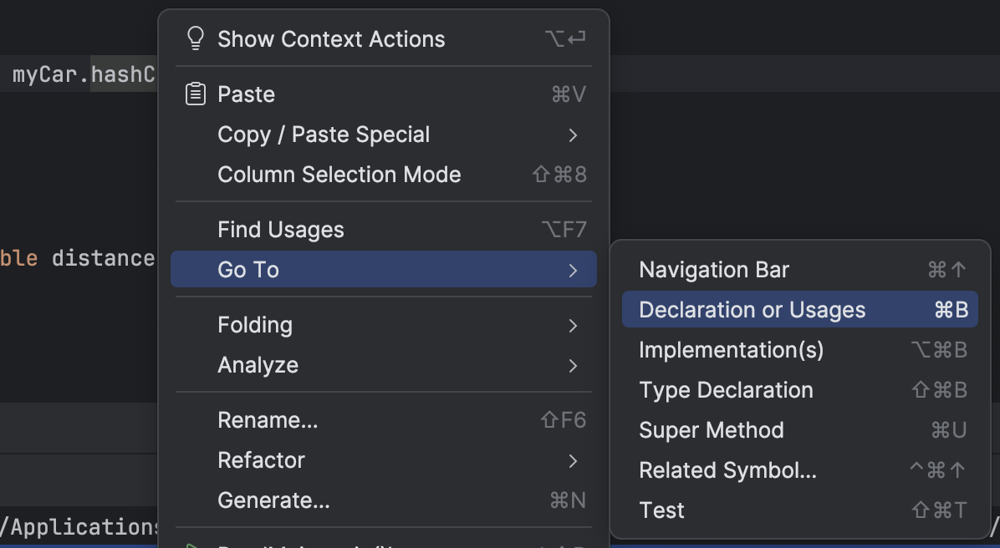 Show Context Actions ⌥↩
myCar.hashC
Paste ⌘V
Copy / Paste Special
Column Selection Mode ⇧⌘8
Find Usages ⌥F7
ble distance
Go To
Folding
Analyze
Rename... ⇧F6
Refactor
Generate... ⌘N
/Applications
Navigation Bar ⌘↑
Declaration or Usages ⌘B
Implementation(s) ⌥⌘B
Type Declaration ⇧⌘B
Super Method ⌘U
Related Symbol... ^⌘↑
Test ⇧⌘T
/